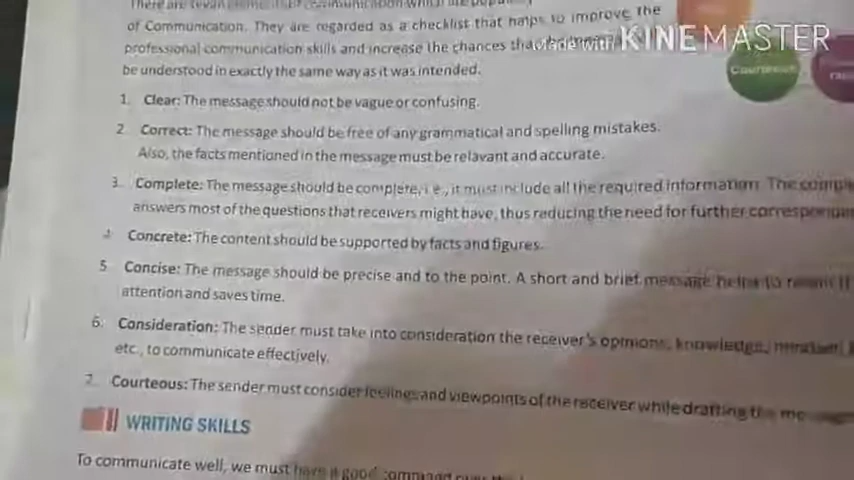 of Communication. They are regarded as a checklist that helps to improve the
professional communication skills and increase the chances that
Made with KINEMASTER
be understood in exactly the same way as it was intended.
Courteous
1. Clear: The message should not be vague or confusing.
2. Correct: The message should be free of any grammatical and spelling mistakes.
Also, the facts mentioned in the message must be relavant and accurate.
3. Complete: The message should be complete, i.e., it must include all the required information. The
answers most of the questions that receivers might have, thus reducing the need for further
4. Concrete: The content should be supported by facts and figures.
5. Concise: The message should be precise and to the point. A short and brief message helps to
attention and saves time.
6. Consideration: The sender must take into consideration the receiver's opinions, knowledge, mindset,
etc., to communicate effectively.
7. Courteous: The sender must consider feelings and viewpoints of the receiver while drafting the
WRITING SKILLS
To communicate well, we must have a good command over